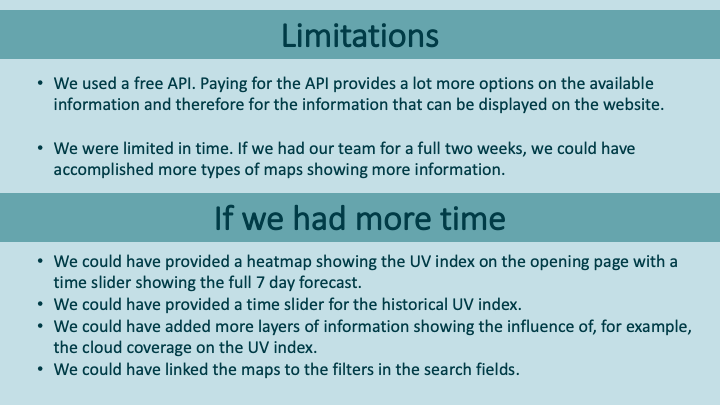 Limitations
• We used a free API. Paying for the API provides a lot more options on the available
information and therefore for the information that can be displayed on the website.
• We were limited in time. If we had our team for a full two weeks, we could have
accomplished more types of maps showing more information.
If we had more time
• We could have provided a heatmap showing the UV index on the opening page with a
time slider showing the full 7 day forecast.
• We could have provided a time slider for the historical UV index.
• We could have added more layers of information showing the influence of, for example,
the cloud coverage on the UV index.
• We could have linked the maps to the filters in the search fields.